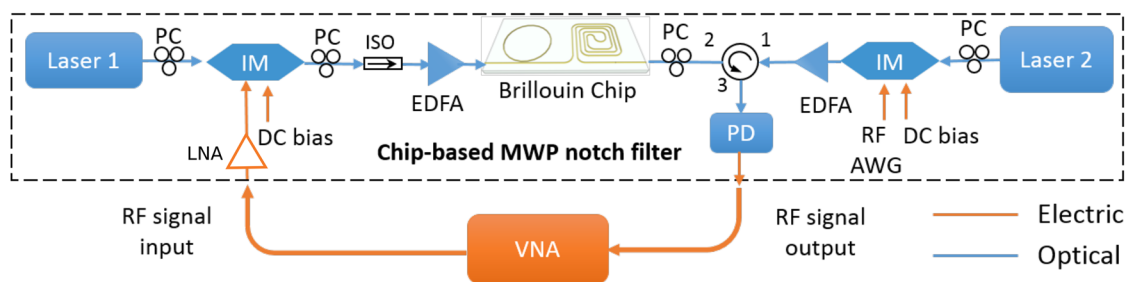 Laser 1
PC
IM
PC
ISO
EDFA
Brillouin Chip
PC
2
1
3
EDFA
IM
PC
Laser 2
DC bias
LNA
Chip-based MWP notch filter
PD
RF
AWG
DC bias
RF signal
input
VNA
RF signal
output
Electric
Optical